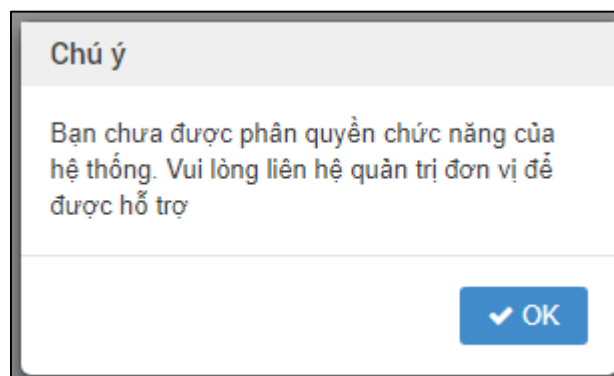 Chú ý
Bạn chưa được phân quyền chức năng của
hệ thống. Vui lòng liên hệ quản trị đơn vị để
được hỗ trợ
OK